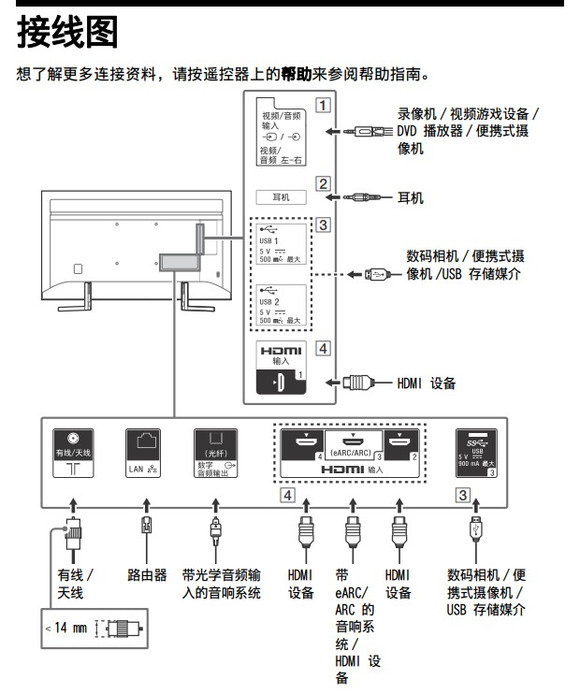 接线图
想了解更多连接资料，请按遥控器上的帮助来参阅帮助指南。
1
视频/音频
输入
/
视频/
音频 左-右
录像机 / 视频游戏设备 /
DVD 播放器 / 便携式摄
像机
2
耳机
耳机
3
USB 1
5 V
500 mA 最大
USB 2
5 V
500 mA 最大
数码相机 / 便携式摄
像机 /USB 存储媒介
4
HDMI
输入
1
HDMI 设备
有线/天线
LAN
(光纤)
数字
音频输出
4
(eARC/ARC)
3
2
HDMI 输入
SS
USB
5 V
900 mA 最大
3
4
3
有线 /
天线
路由器
带光学音频输
入的音响系统
HDMI
设备
带
eARC/
ARC 的
音响系
统 /
HDMI 设
备
HDMI
设备
数码相机 / 便
携式摄像机 /
USB 存储媒介
< 14 mm